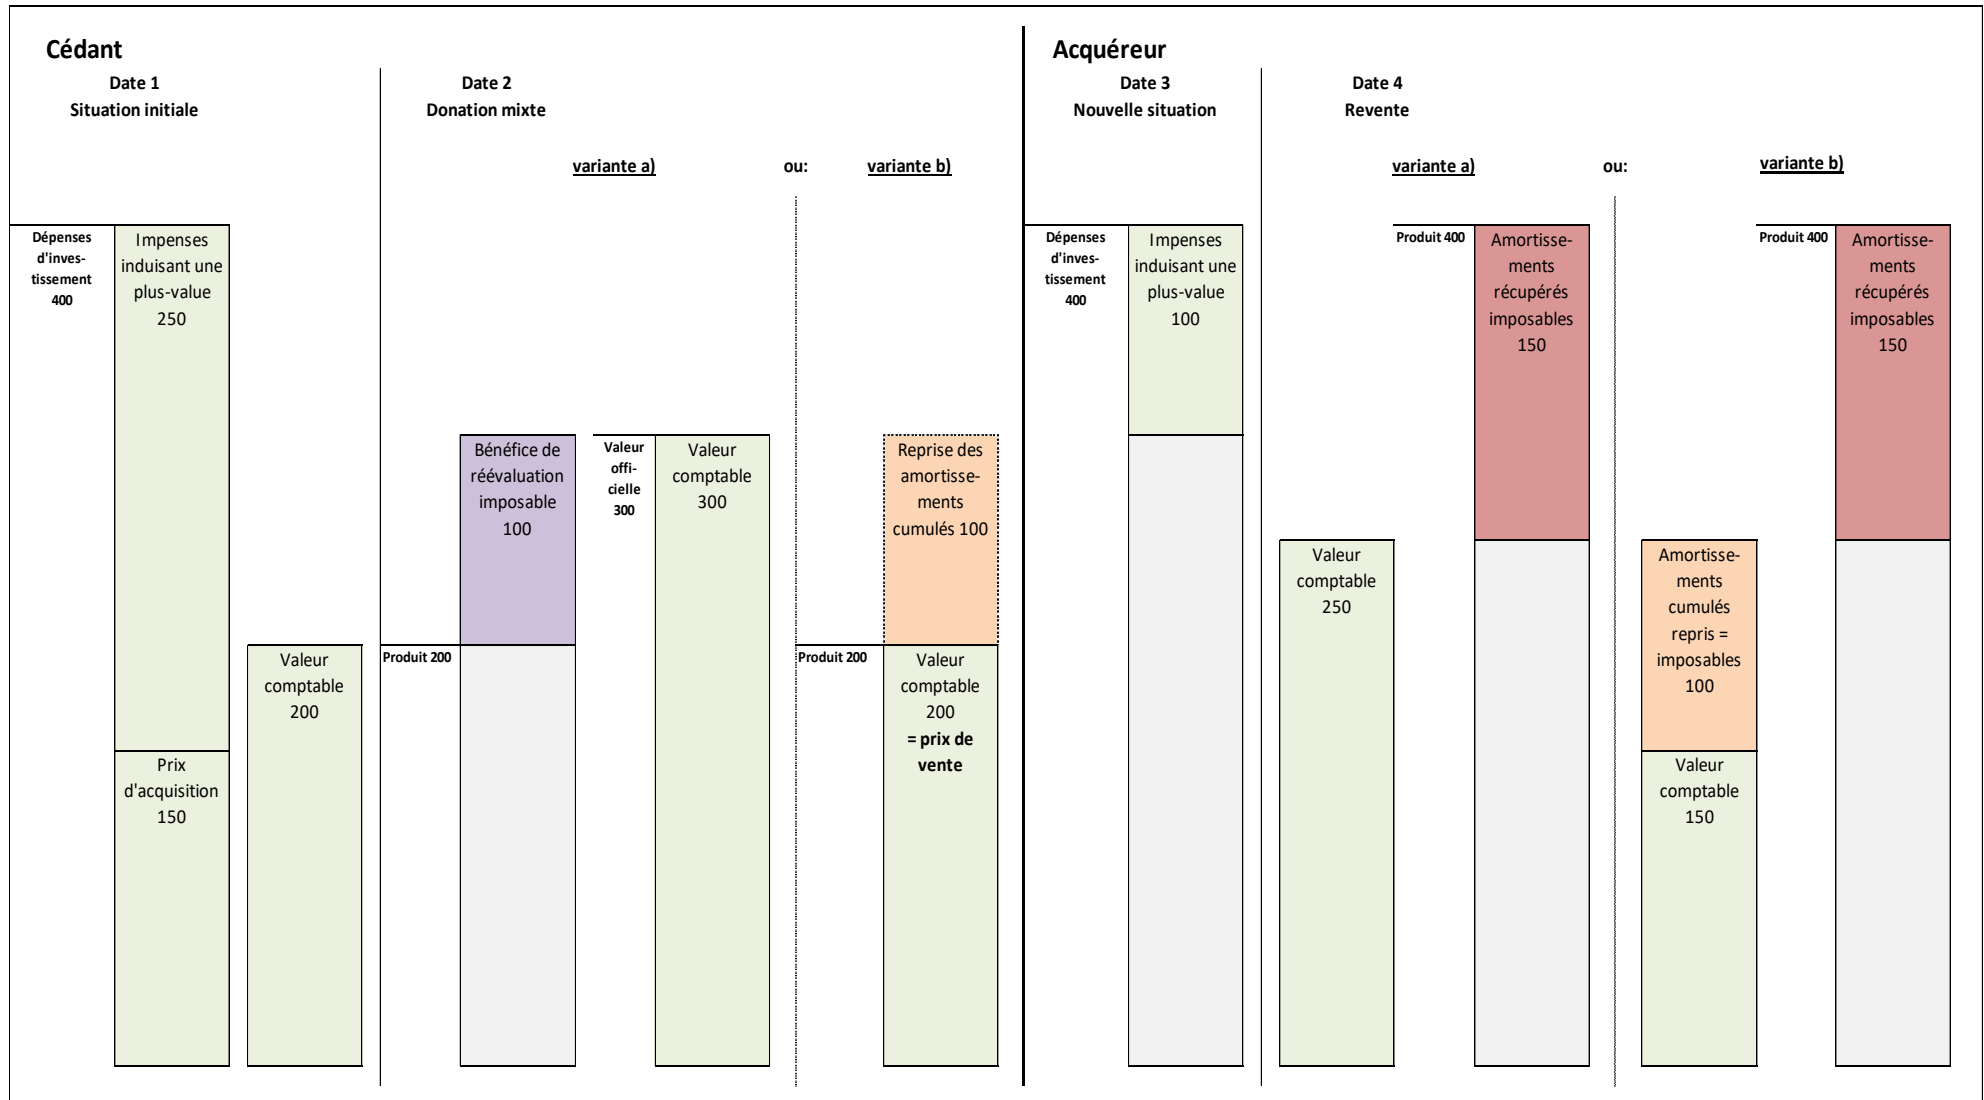 Cédant
Date 1
Situation initiale
Dépenses
d'inves-
tissement
400
Impenses
induisant une
plus-value
250
Prix
d'acquisition
150
Valeur
comptable
200
Date 2
Donation mixte
variante a)
ou:
variante b)
Produit 200
Bénéfice de
réévaluation
imposable
100
Valeur
offi-
cielle
300
Valeur
comptable
300
Produit 200
Reprise des
amortisse-
ments
cumulés 100
Valeur
comptable
200
= prix de
vente
Acquéreur
Date 3
Nouvelle situation
Dépenses
d'inves-
tissement
400
Impenses
induisant une
plus-value
100
Date 4
Revente
variante a)
ou:
variante b)
Valeur
comptable
250
Produit 400
Amortisse-
ments
récupérés
imposables
150
Amortisse-
ments
cumulés
repris =
imposables
100
Valeur
comptable
150
Produit 400
Amortisse-
ments
récupérés
imposables
150